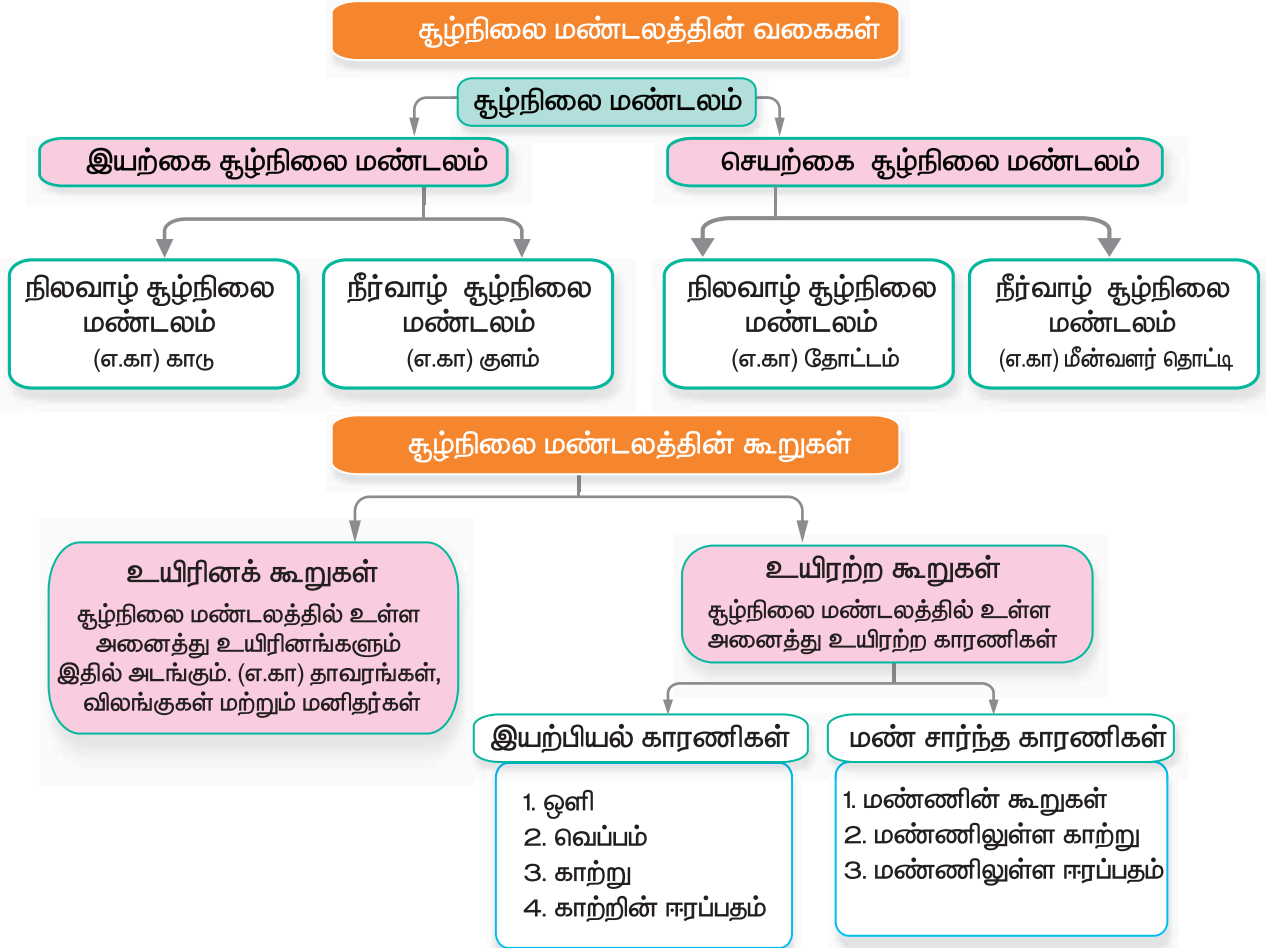 சூழ்நிலை மண்டலத்தின் வகைகள்
சூழ்நிலை மண்டலம்
இயற்கை சூழ்நிலை மண்டலம்
செயற்கை சூழ்நிலை மண்டலம்
நிலவாழ் சூழ்நிலை
மண்டலம்
(எ.கா) காடு
நீர்வாழ் சூழ்நிலை
மண்டலம்
(எ.கா) குளம்
நிலவாழ் சூழ்நிலை
மண்டலம்
(எ.கா) தோட்டம்
நீர்வாழ் சூழ்நிலை
மண்டலம்
(எ.கா) மீன்வளர் தொட்டி
சூழ்நிலை மண்டலத்தின் கூறுகள்
உயிரினக் கூறுகள்
சூழ்நிலை மண்டலத்தில் உள்ள
அனைத்து உயிரினங்களும்
இதில் அடங்கும். (எ.கா) தாவரங்கள்,
விலங்குகள் மற்றும் மனிதர்கள்
உயிரற்ற கூறுகள்
சூழ்நிலை மண்டலத்தில் உள்ள
அனைத்து உயிரற்ற காரணிகள்
இயற்பியல் காரணிகள்
1. ஒளி
2. வெப்பம்
3. காற்று
4. காற்றின் ஈரப்பதம்
மண் சார்ந்த காரணிகள்
1. மண்ணின் கூறுகள்
2. மண்ணிலுள்ள காற்று
3. மண்ணிலுள்ள ஈரப்பதம்